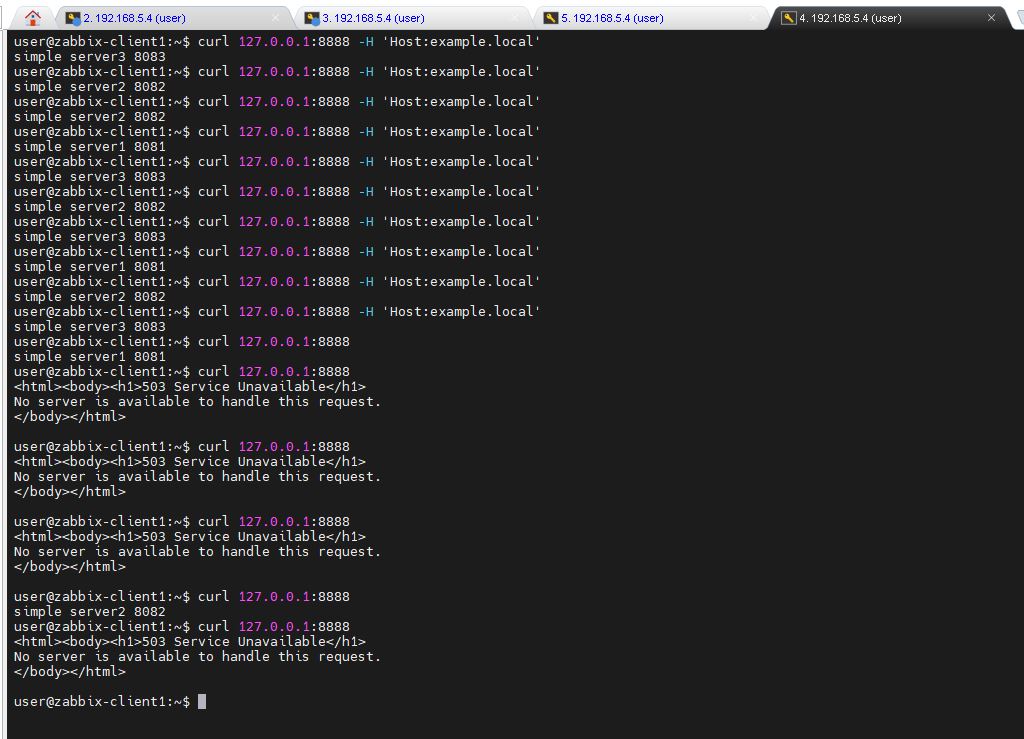 2. 192.168.5.4 (user)
3. 192.168.5.4 (user)
5. 192.168.5.4 (user)
4. 192.168.5.4 (user)
user@zabbix-client1:~$ curl 127.0.0.1:8888 -H 'Host:example.local'
simple server3 8083
user@zabbix-client1:~$ curl 127.0.0.1:8888 -H 'Host:example.local'
simple server2 8082
user@zabbix-client1:~$ curl 127.0.0.1:8888 -H 'Host:example.local'
simple server2 8082
user@zabbix-client1:~$ curl 127.0.0.1:8888 -H 'Host:example.local'
simple server1 8081
user@zabbix-client1:~$ curl 127.0.0.1:8888 -H 'Host:example.local'
simple server3 8083
user@zabbix-client1:~$ curl 127.0.0.1:8888 -H 'Host:example.local'
simple server2 8082
user@zabbix-client1:~$ curl 127.0.0.1:8888 -H 'Host:example.local'
simple server3 8083
user@zabbix-client1:~$ curl 127.0.0.1:8888 -H 'Host:example.local'
simple server1 8081
user@zabbix-client1:~$ curl 127.0.0.1:8888 -H 'Host:example.local'
simple server2 8082
user@zabbix-client1:~$ curl 127.0.0.1:8888 -H 'Host:example.local'
simple server3 8083
user@zabbix-client1:~$ curl 127.0.0.1:8888
simple server1 8081
user@zabbix-client1:~$ curl 127.0.0.1:8888
<html><body><h1>503 Service Unavailable</h1>
No server is available to handle this request.
</body></html>
user@zabbix-client1:~$ curl 127.0.0.1:8888
<html><body><h1>503 Service Unavailable</h1>
No server is available to handle this request.
</body></html>
user@zabbix-client1:~$ curl 127.0.0.1:8888
<html><body><h1>503 Service Unavailable</h1>
No server is available to handle this request.
</body></html>
user@zabbix-client1:~$ curl 127.0.0.1:8888
simple server2 8082
user@zabbix-client1:~$ curl 127.0.0.1:8888
<html><body><h1>503 Service Unavailable</h1>
No server is available to handle this request.
</body></html>
user@zabbix-client1:~$